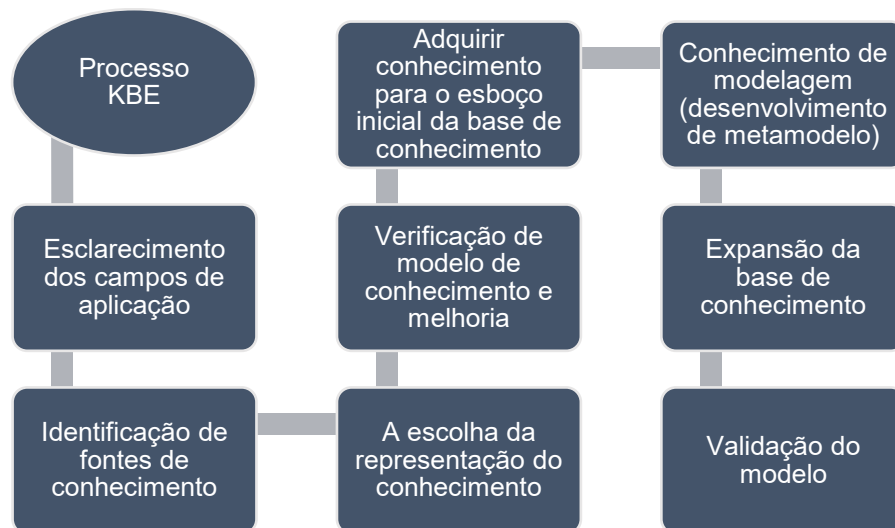 Processo
KBE
Esclarecimento
dos campos de
aplicação
Identificação de
fontes de
conhecimento
A escolha da
representação do
conhecimento
Verificação de
modelo de
conhecimento e
melhoria
Adquirir
conhecimento
para o esboço
inicial da base de
conhecimento
Conhecimento de
modelagem
(desenvolvimento
de metamodelo)
Expansão da
base de
conhecimento
Validação do
modelo